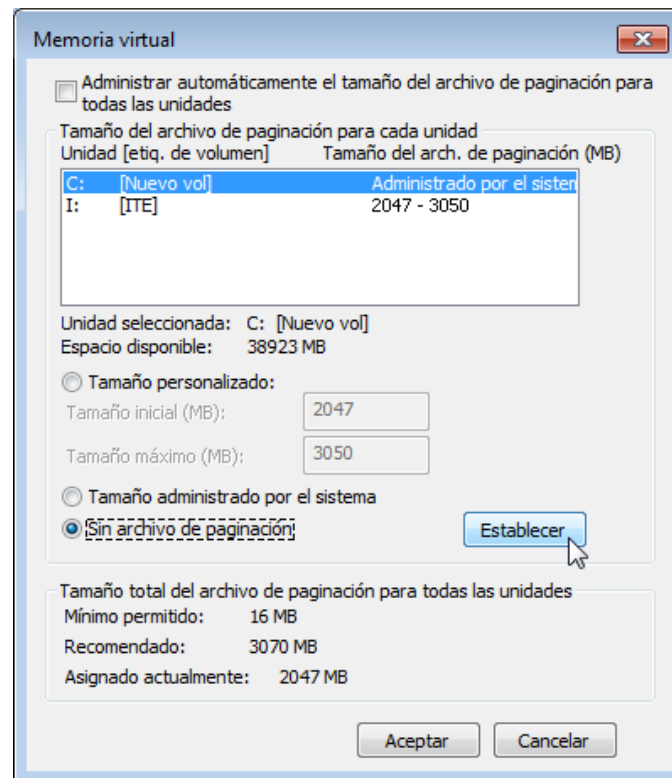 Memoria virtual
Administrar automáticamente el tamaño del archivo de paginación para
todas las unidades
Tamaño del archivo de paginación para cada unidad
Unidad [etiq. de volumen] Tamaño del arch. de paginación (MB)
C: [Nuevo vol] Administrado por el sistem
I: [ITE] 2047 - 3050
Unidad seleccionada: C: [Nuevo vol]
Espacio disponible: 38923 MB
Tamaño personalizado:
Tamaño inicial (MB): 2047
Tamaño máximo (MB): 3050
Tamaño administrado por el sistema
Sin archivo de paginación Establecer
Tamaño total del archivo de paginación para todas las unidades
Mínimo permitido: 16 MB
Recomendado: 3070 MB
Asignado actualmente: 2047 MB
Aceptar Cancelar